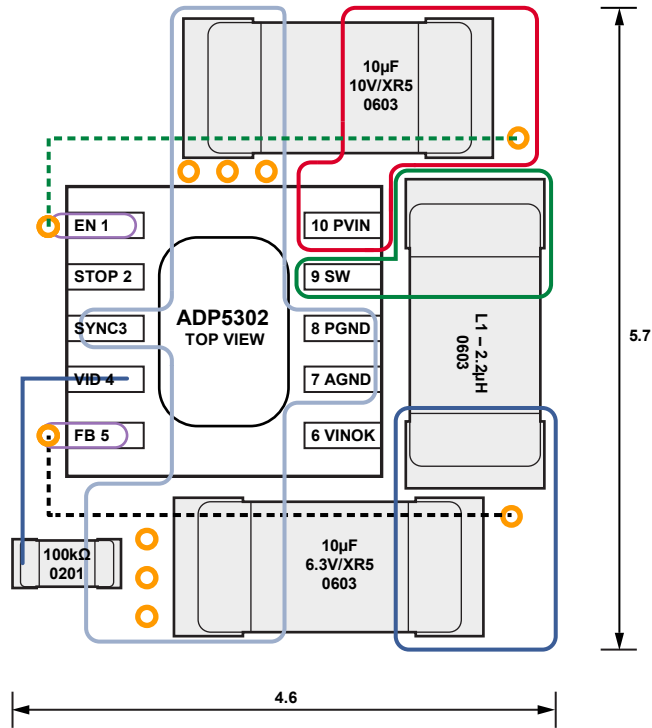 10µF
10V/XR5
0603
EN 1
10 PVIN
STOP 2
9 SW
SYNC3
ADP5302
TOP VIEW
8 PGND
L1 – 2.2µH
0603
5.7
VID 4
7 AGND
FB 5
6 VINOK
100kΩ
0201
10µF
6.3V/XR5
0603
4.6